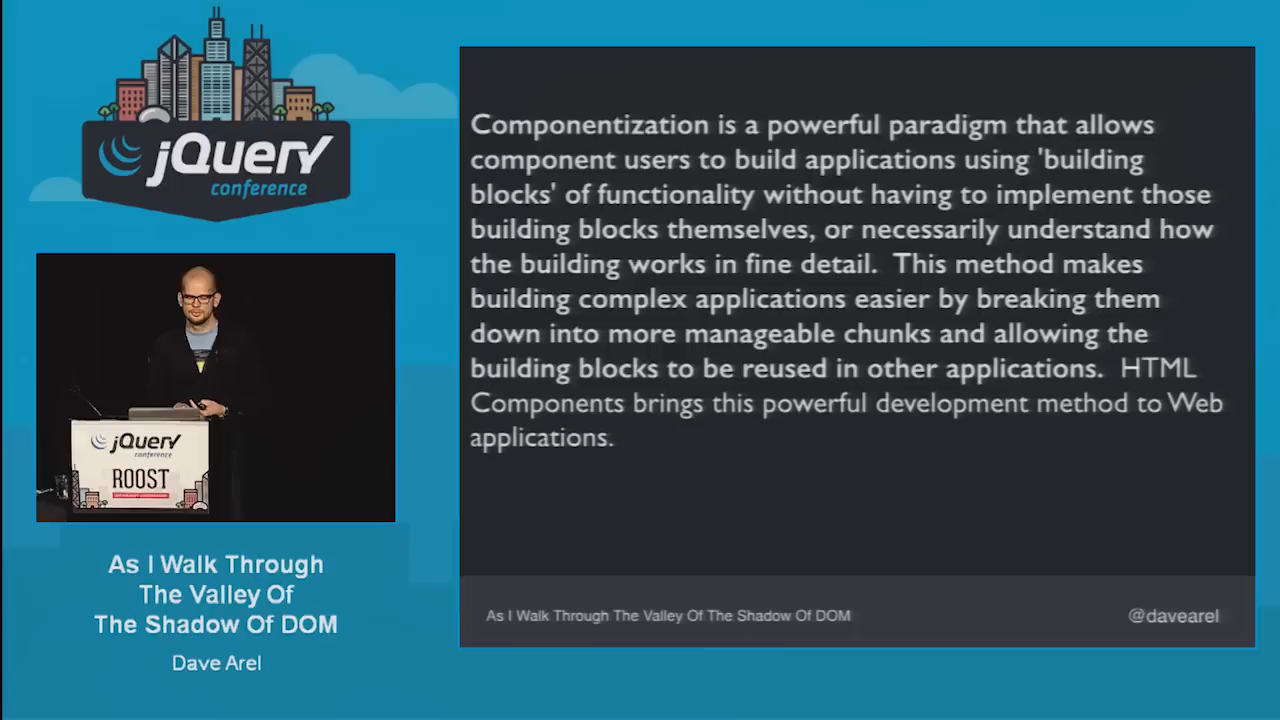 jQuery
conference
jQuery
conference
ROOST
As I Walk Through
The Valley Of
The Shadow Of DOM
Dave Arel
Componentization is a powerful paradigm that allows
component users to build applications using 'building
blocks' of functionality without having to implement those
building blocks themselves, or necessarily understand how
the building works in fine detail.  This method makes
building complex applications easier by breaking them
down into more manageable chunks and allowing the
building blocks to be reused in other applications.  HTML
Components brings this powerful development method to Web
applications.
As I Walk Through The Valley Of The Shadow Of DOM
@davearel